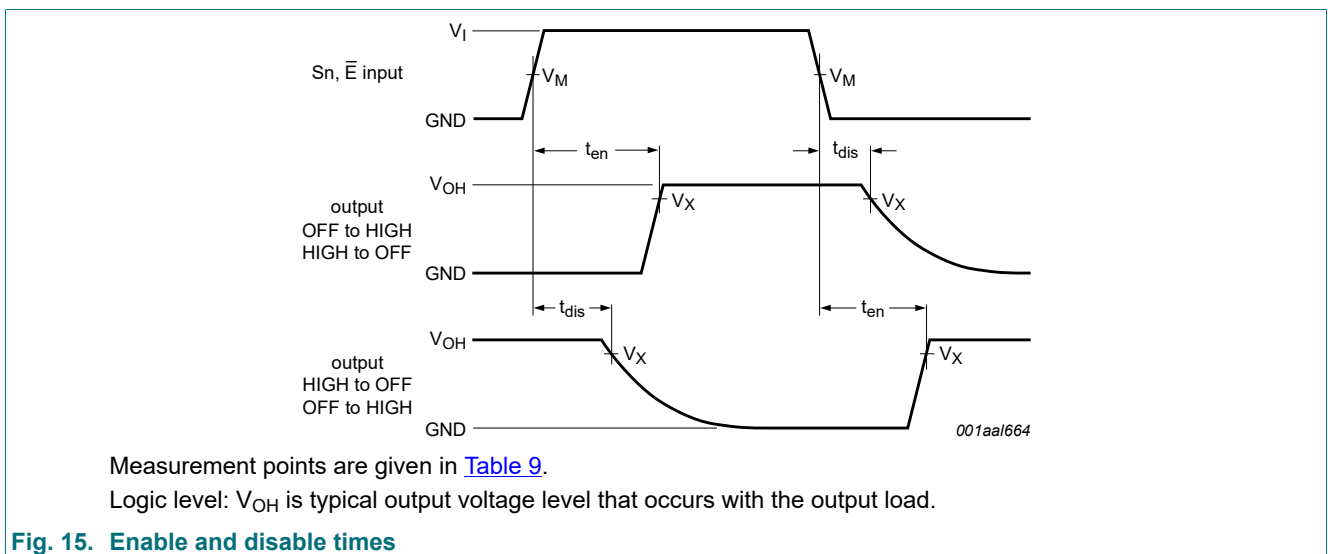 V_I
Sn, E̅ input
V_M
V_M
GND
t_en
t_dis
V_OH
output
OFF to HIGH
HIGH to OFF
V_X
V_X
GND
t_dis
t_en
V_OH
output
HIGH to OFF
OFF to HIGH
V_X
V_X
GND
001aal664
Measurement points are given in Table 9.
Logic level: V_OH is typical output voltage level that occurs with the output load.
Fig. 15. Enable and disable times